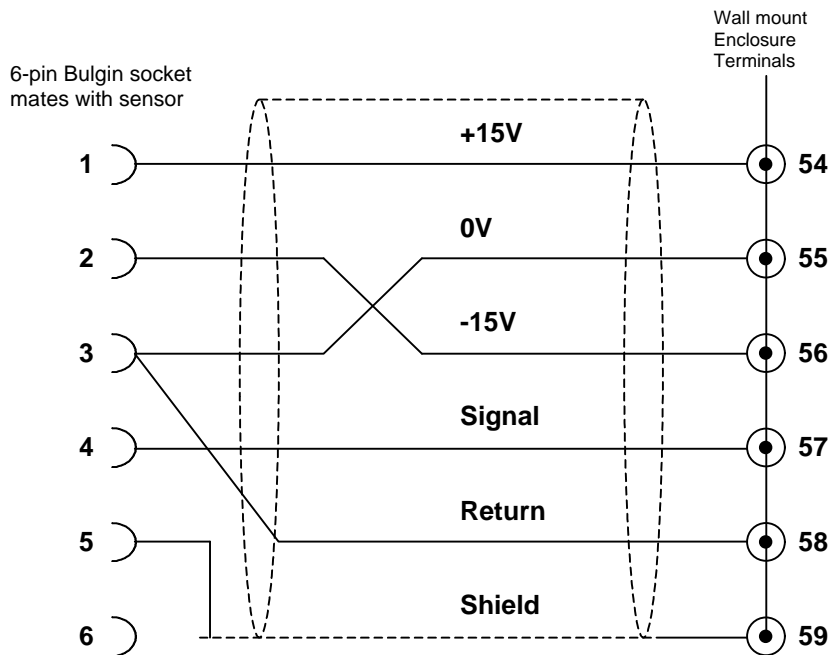 Wall mount
Enclosure
Terminals
6-pin Bulgin socket
mates with sensor
+15V
1
54
0V
2
55
-15V
3
56
Signal
4
57
Return
5
58
Shield
6
59